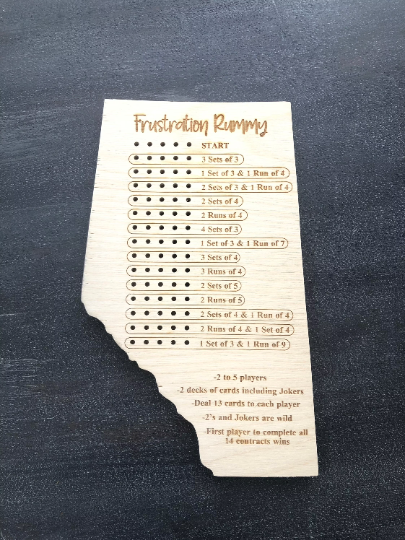 Frustration Rummy
START
3 Sets of 3
1 Set of 3 & 1 Run of 4
2 Sets of 3 & 1 Run of 4
2 Sets of 4
2 Runs of 4
4 Sets of 3
1 Set of 3 & 1 Run of 7
3 Sets of 4
3 Runs of 4
2 Sets of 5
2 Runs of 5
2 Sets of 4 & 1 Run of 4
2 Runs of 4 & 1 Set of 4
1 Set of 3 & 1 Run of 9
-2 to 5 players
-2 decks of cards including Jokers
-Deal 13 cards to each player
-2's and Jokers are wild
-First player to complete all
14 contracts wins